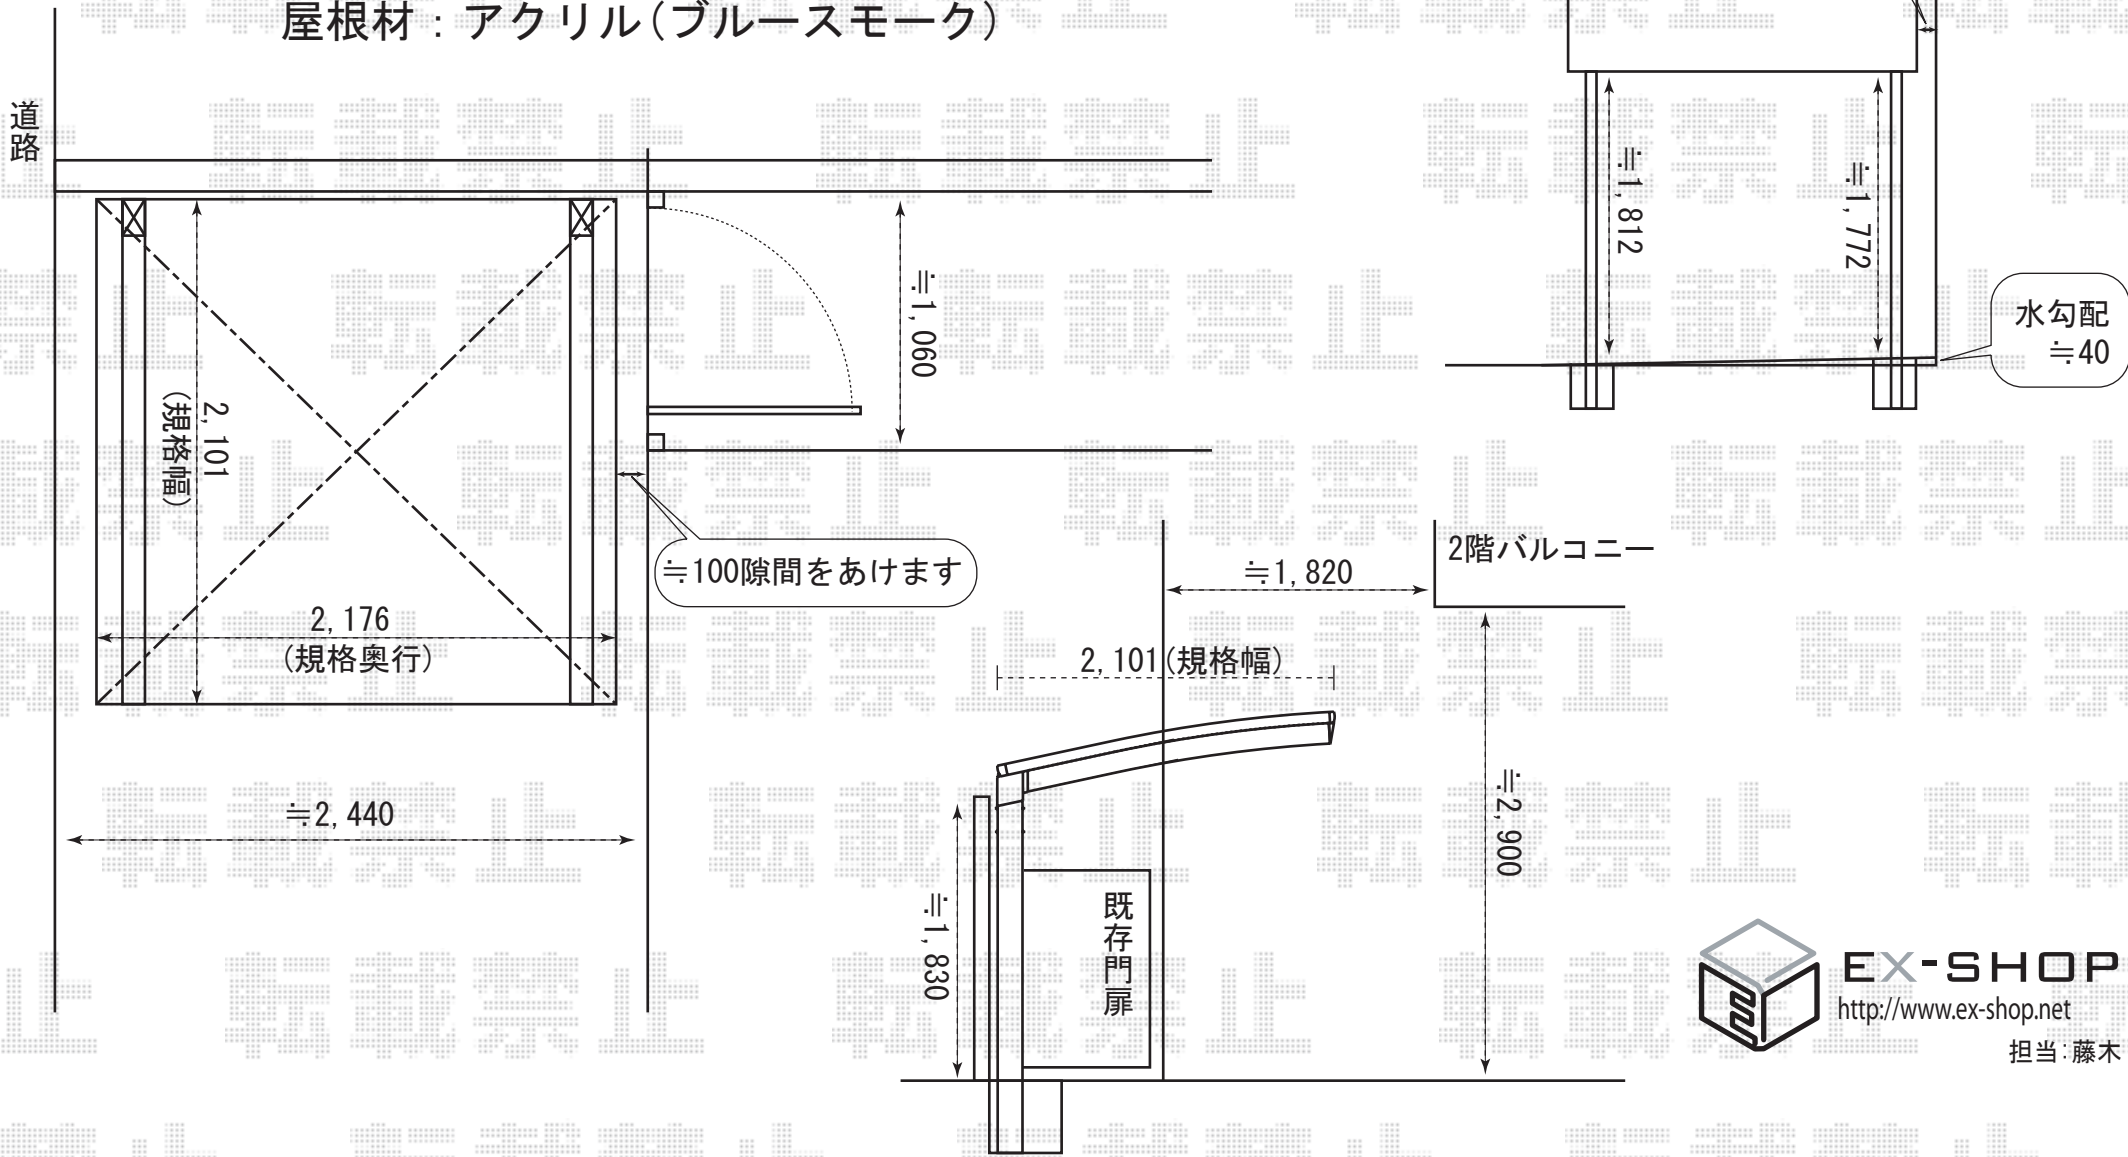 屋根材：アクリル(ブルースモーク)
道路
≒1,812
≒1,772
水勾配
≒40
≒1,060
2,101
(規格幅)
≒100隙間をあけます
2,176
(規格奥行)
≒2,440
≒1,820
2階バルコニー
2,101(規格幅)
≒2,900
≒1,830
既存門扉
EX-SHOP
http://www.ex-shop.net
担当:藤木
転載禁止